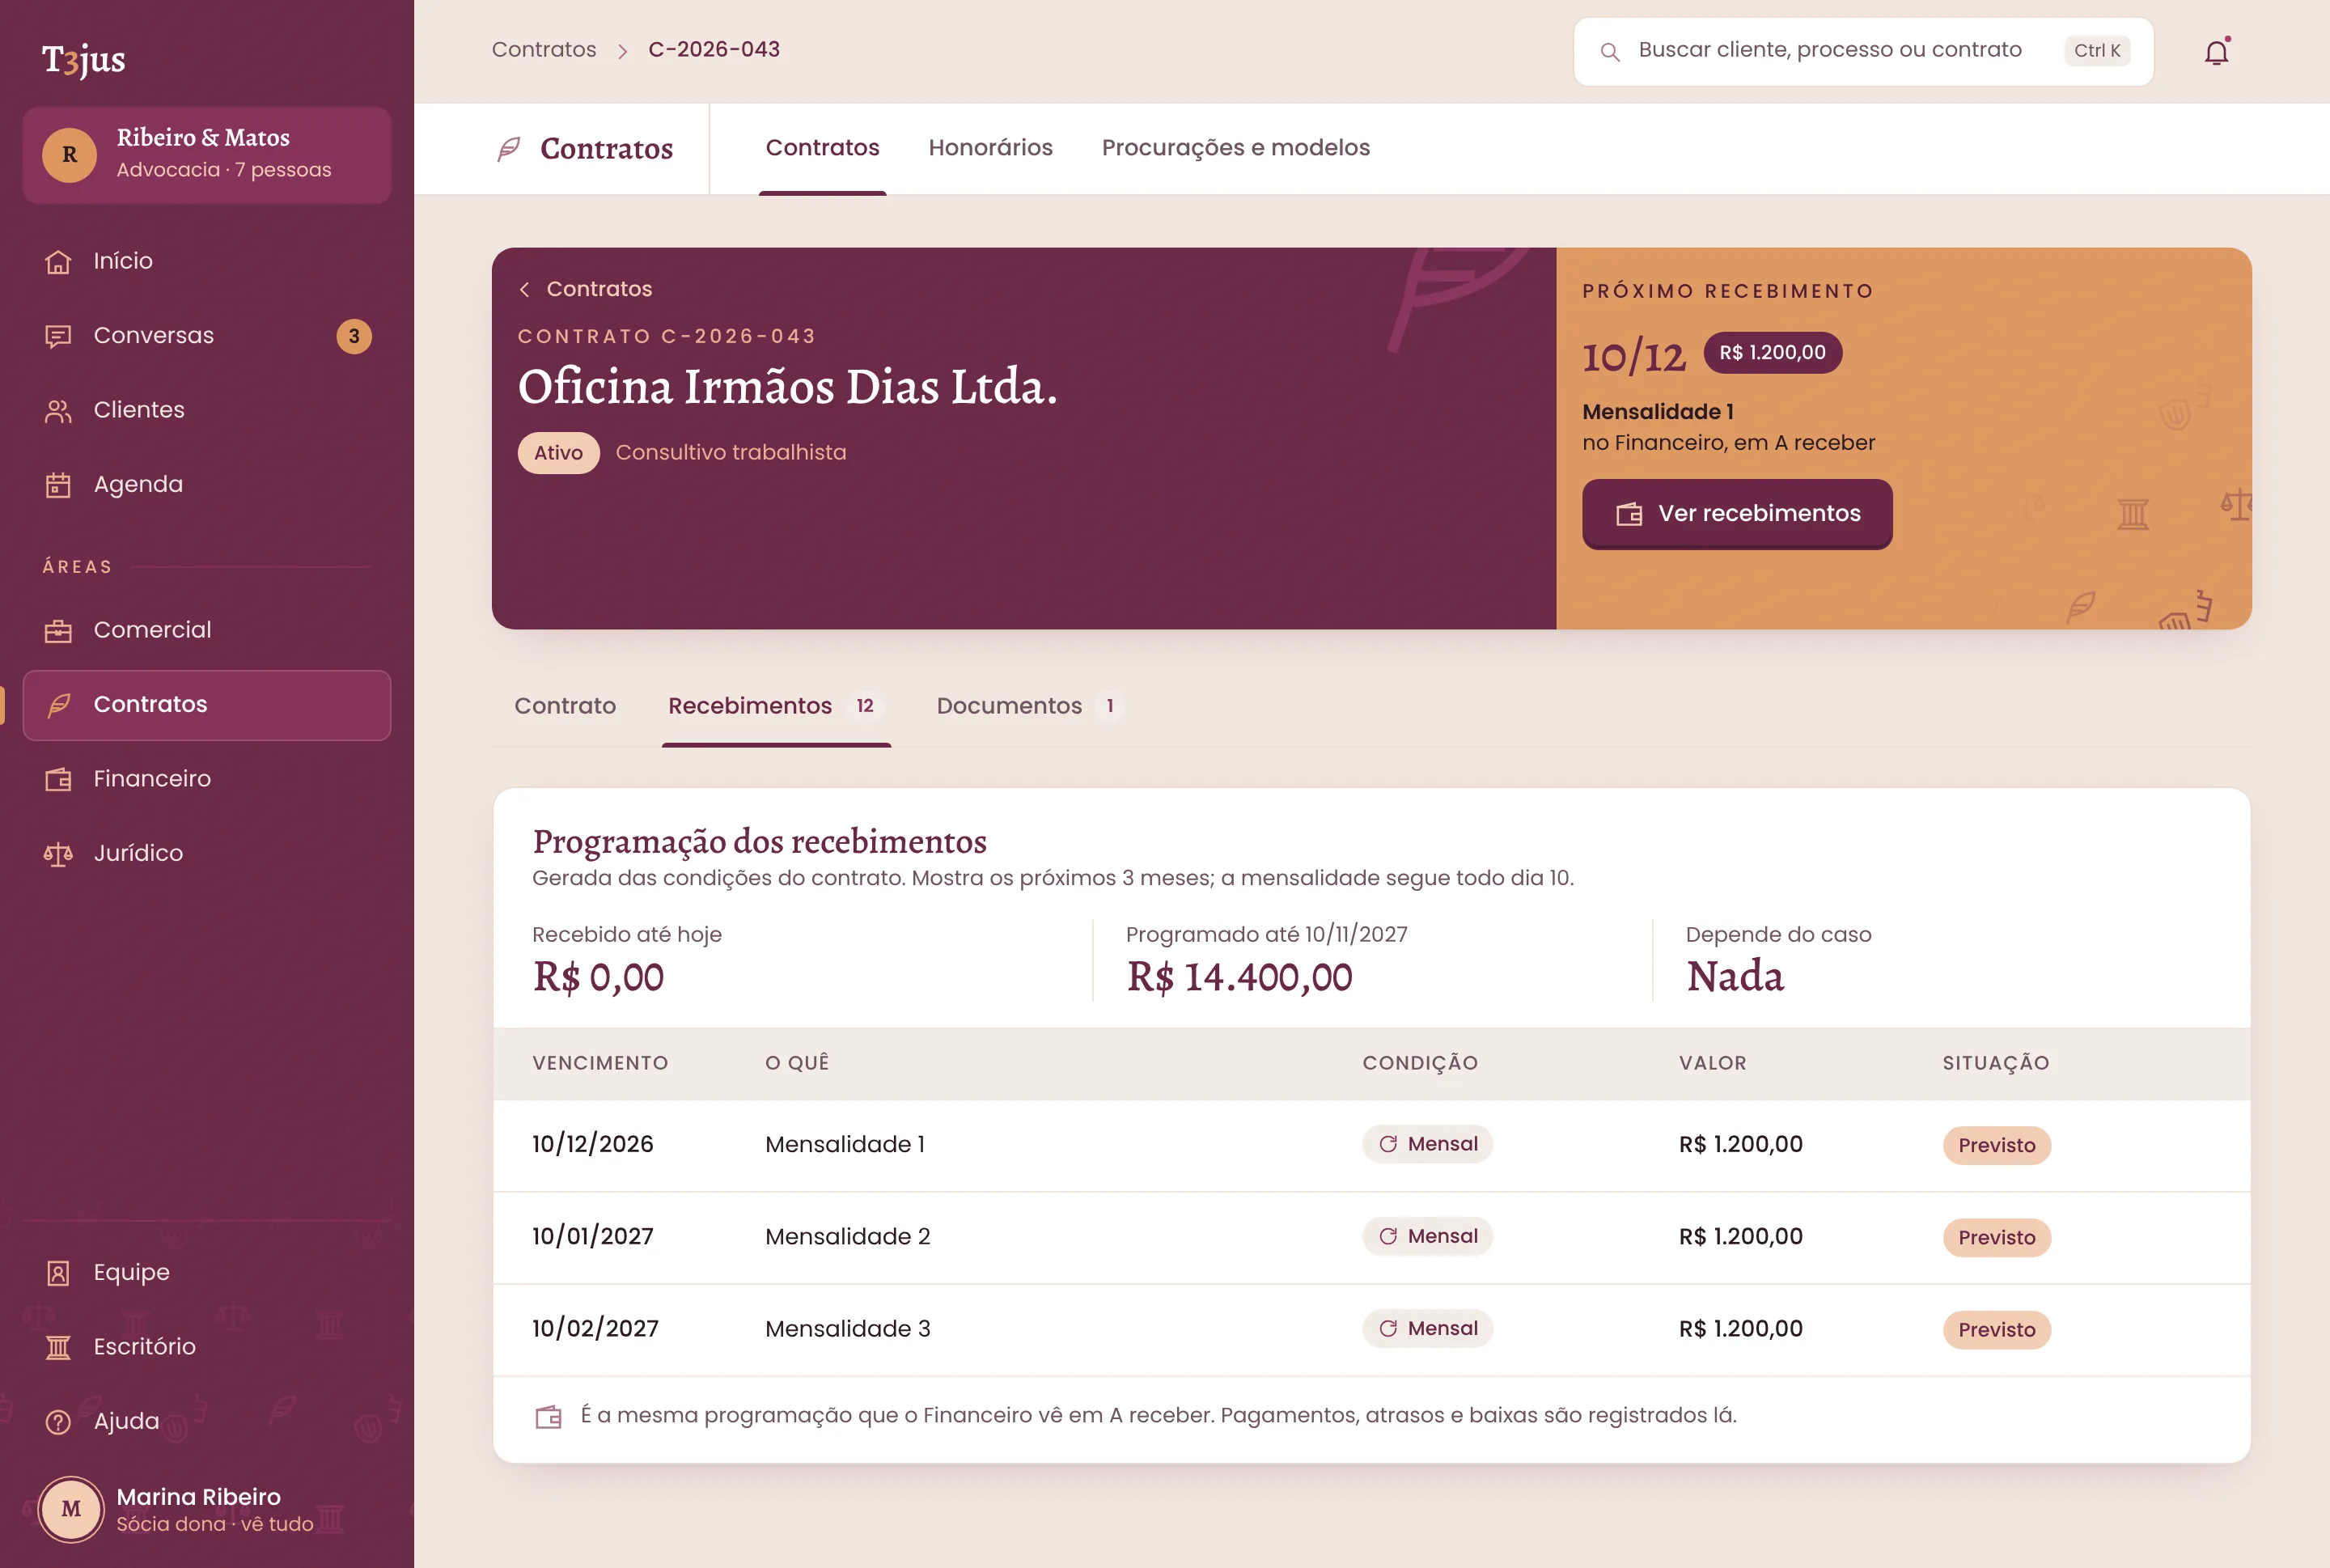 T3jus
R
Ribeiro & Matos
Advocacia · 7 pessoas
Início
Conversas
3
Clientes
Agenda
ÁREAS
Comercial
Contratos
Financeiro
Jurídico
Equipe
Escritório
Ajuda
M
Marina Ribeiro
Sócia dona · vê tudo
Contratos > C-2026-043
Buscar cliente, processo ou contrato
Ctrl K
Contratos
Contratos
Honorários
Procurações e modelos
Contratos
CONTRATO C-2026-043
Oficina Irmãos Dias Ltda.
Ativo
Consultivo trabalhista
PRÓXIMO RECEBIMENTO
10/12
R$ 1.200,00
Mensalidade 1
no Financeiro, em A receber
Ver recebimentos
Contrato
Recebimentos 12
Documentos 1
Programação dos recebimentos
Gerada das condições do contrato. Mostra os próximos 3 meses; a mensalidade segue todo dia 10.
Recebido até hoje
R$ 0,00
Programado até 10/11/2027
R$ 14.400,00
Depende do caso
Nada
VENCIMENTO O QUÊ CONDIÇÃO VALOR SITUAÇÃO
10/12/2026 Mensalidade 1 Mensal R$ 1.200,00 Previsto
10/01/2027 Mensalidade 2 Mensal R$ 1.200,00 Previsto
10/02/2027 Mensalidade 3 Mensal R$ 1.200,00 Previsto
É a mesma programação que o Financeiro vê em A receber. Pagamentos, atrasos e baixas são registrados lá.